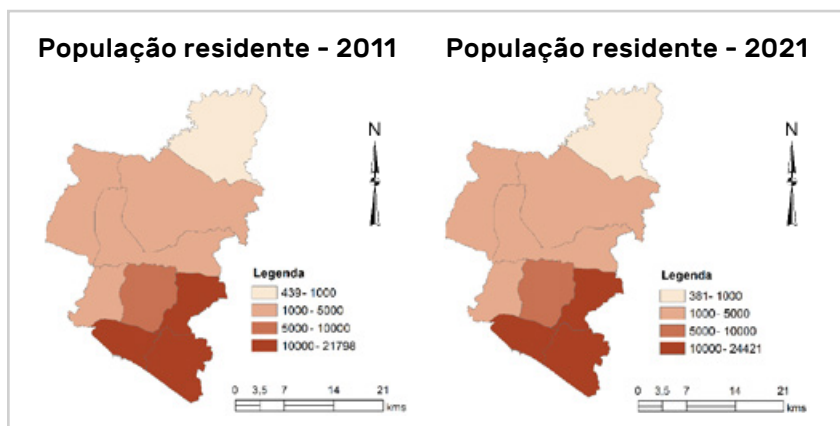 População residente - 2011
N
Legenda
439- 1000
1000 - 5000
5000 - 10000
10000 - 21798
0 3,5 7 14 21
kms
População residente - 2021
N
Legenda
381- 1000
1000 - 5000
5000 - 10000
10000 - 24421
0 3,5 7 14 21
kms